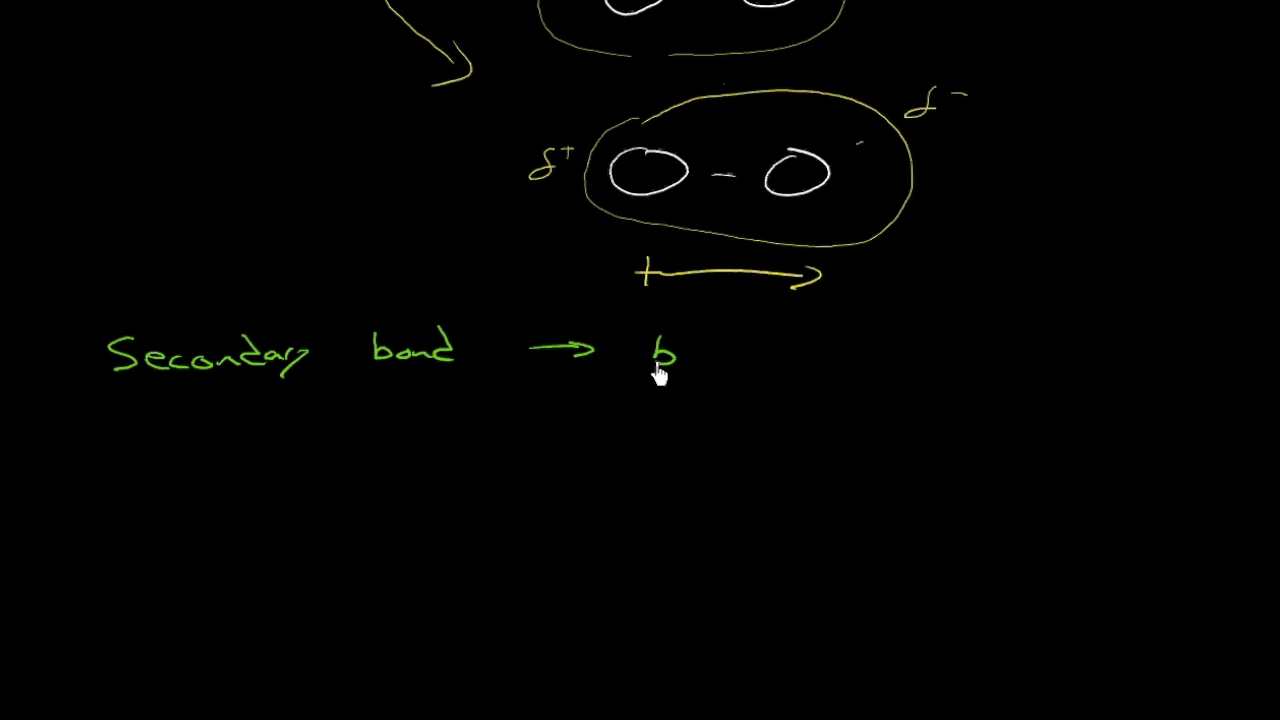 δ-
δ+
Secondary bond → b